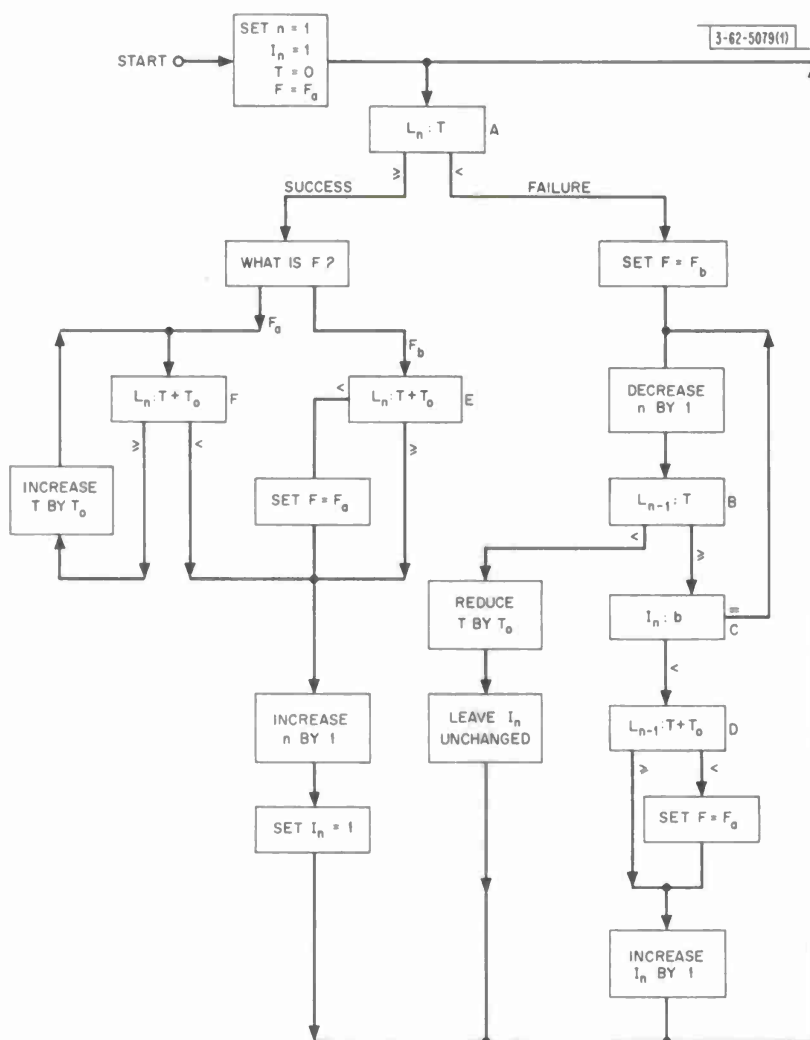 3-62-5079(1)
START
SET n = 1
I_n = 1
T = 0
F = F_a
L_n : T
A
≥
<
SUCCESS
FAILURE
WHAT IS F ?
SET F = F_b
F_a
F_b
L_n : T + T_o
F
<
L_n : T + T_o
E
DECREASE
n BY 1
≥
<
≥
INCREASE
T BY T_o
SET F = F_a
L_{n-1} : T
B
<
≥
REDUCE
T BY T_o
I_n : b
=
C
<
INCREASE
n BY 1
LEAVE I_n
UNCHANGED
L_{n-1} : T + T_o
D
≥
<
SET I_n = 1
SET F = F_a
INCREASE
I_n BY 1